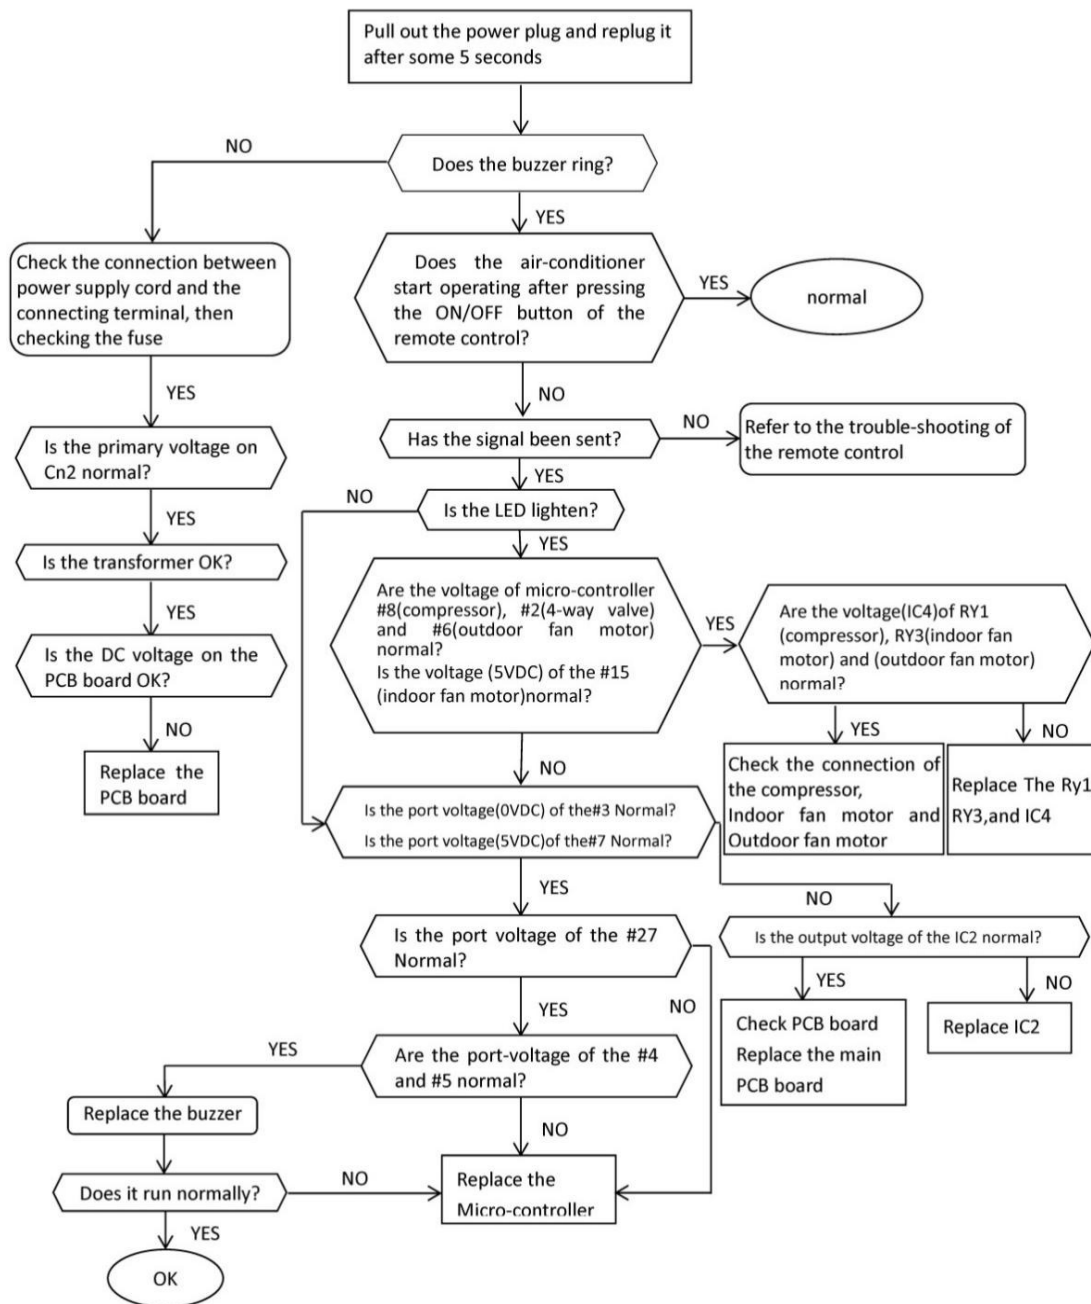 Pull out the power plug and replug it
after some 5 seconds
NO
Does the buzzer ring?
YES
Check the connection between
power supply cord and the
connecting terminal, then
checking the fuse
Does the air-conditioner
start operating after pressing
the ON/OFF button of the
remote control?
YES
normal
YES
NO
Is the primary voltage on
Cn2 normal?
Has the signal been sent?
NO
Refer to the trouble-shooting of
the remote control
YES
NO
Is the LED lighten?
YES
YES
Is the transformer OK?
YES
Is the DC voltage on the
PCB board OK?
NO
Replace the
PCB board
Are the voltage of micro-controller
#8(compressor), #2(4-way valve)
and #6(outdoor fan motor)
normal?
Is the voltage (5VDC) of the #15
(indoor fan motor)normal?
YES
Are the voltage(IC4)of RY1
(compressor), RY3(indoor fan
motor) and (outdoor fan motor)
normal?
YES
NO
Check the connection of
the compressor,
Indoor fan motor and
Outdoor fan motor
Replace The Ry1
RY3,and IC4
NO
Is the port voltage(0VDC) of the#3 Normal?
Is the port voltage(5VDC)of the#7 Normal?
YES
NO
Is the port voltage of the #27
Normal?
Is the output voltage of the IC2 normal?
YES
NO
YES
NO
Check PCB board
Replace the main
PCB board
Replace IC2
YES
Are the port-voltage of the #4
and #5 normal?
Replace the buzzer
NO
Does it run normally?
NO
Replace the
Micro-controller
YES
OK